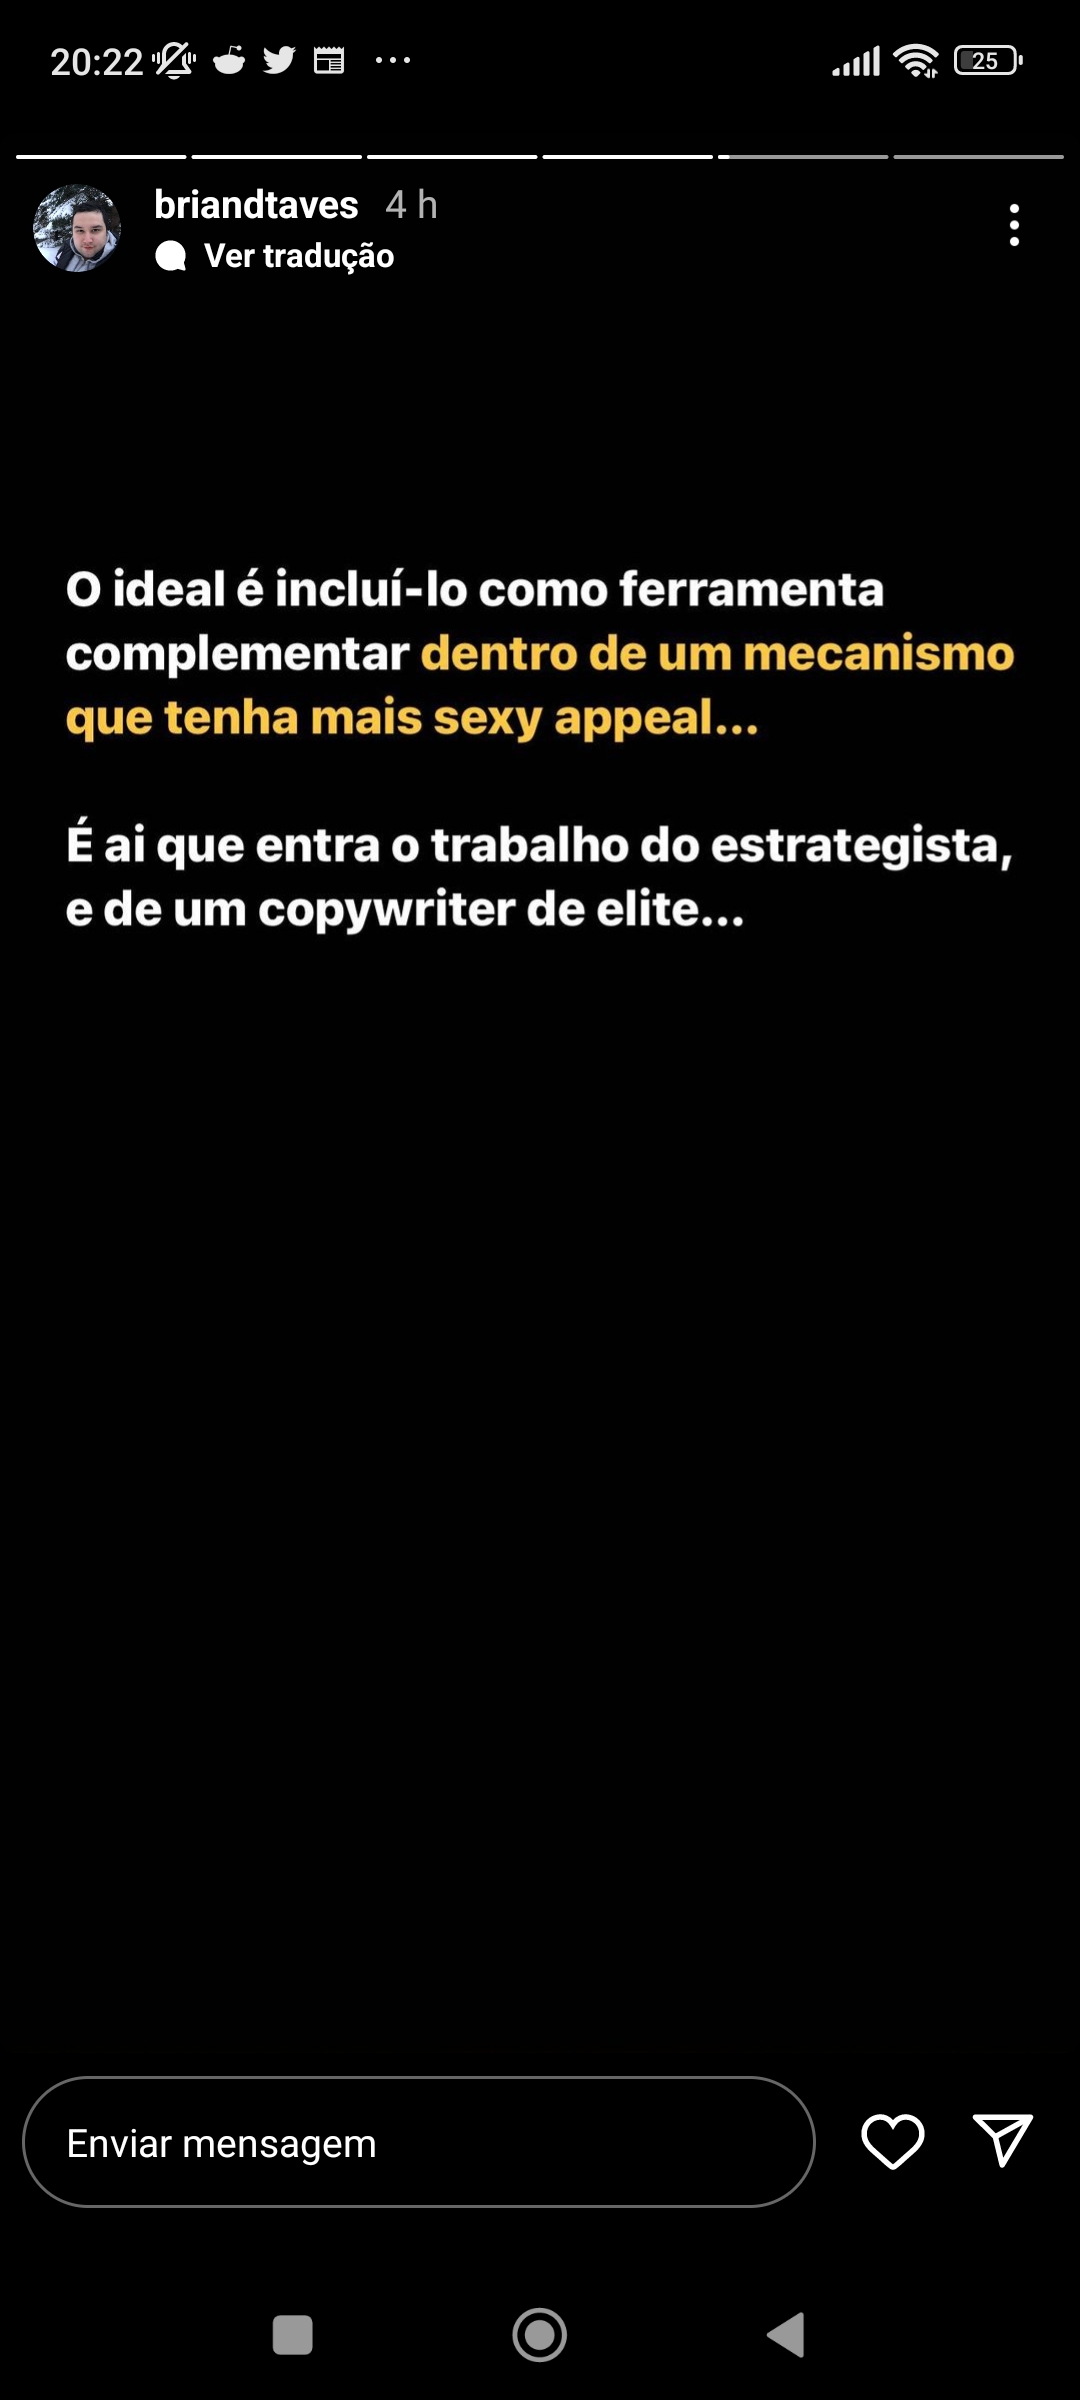 20:22
25
briandtaves 4 h
Ver tradução
O ideal é incluí-lo como ferramenta
complementar dentro de um mecanismo
que tenha mais sexy appeal...
É ai que entra o trabalho do estrategista,
e de um copywriter de elite...
Enviar mensagem